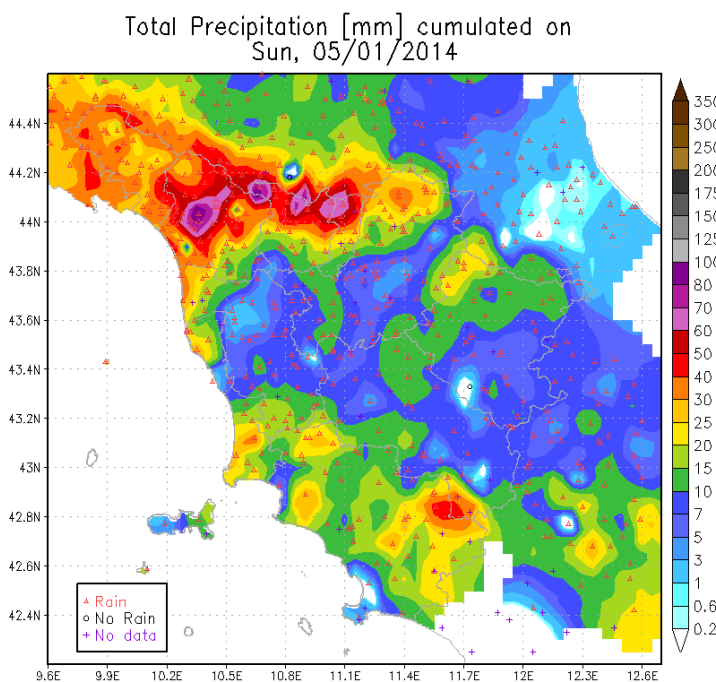 Total Precipitation [mm] cumulated on
Sun, 05/01/2014
44.4N
44.2N
44N
43.8N
43.6N
43.4N
43.2N
43N
42.8N
42.6N
42.4N
9.6E 9.9E 10.2E 10.5E 10.8E 11.1E 11.4E 11.7E 12E 12.3E 12.6E
Rain
No Rain
No data
350
300
250
200
175
150
125
100
80
70
60
50
40
30
25
20
15
10
7
5
3
1
0.6
0.2